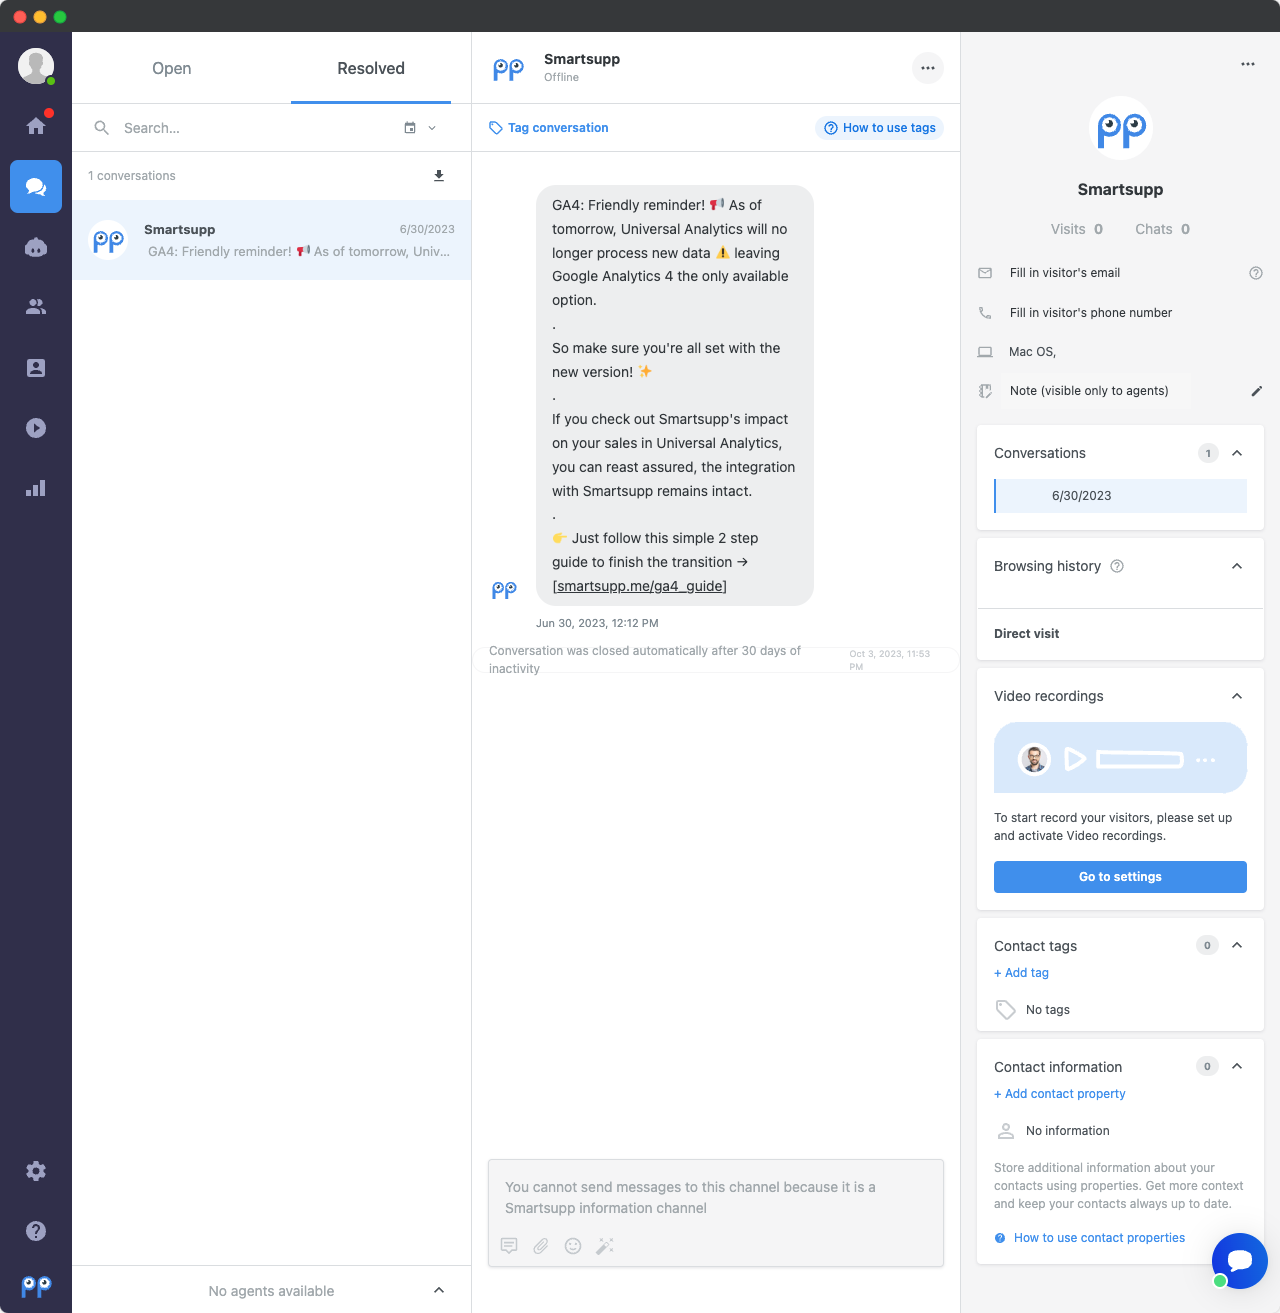 Open
Resolved
Search...
1 conversations
Smartsupp
6/30/2023
GA4: Friendly reminder! 📢 As of tomorrow, Univ...
Smartsupp
Offline
Tag conversation
How to use tags
GA4: Friendly reminder! 📢 As of
tomorrow, Universal Analytics will no
longer process new data ⚠️ leaving
Google Analytics 4 the only available
option.
.
So make sure you're all set with the
new version! ✨
.
If you check out Smartsupp's impact
on your sales in Universal Analytics,
you can reast assured, the integration
with Smartsupp remains intact.
.
👉 Just follow this simple 2 step
guide to finish the transition →
[smartsupp.me/ga4_guide]
Jun 30, 2023, 12:12 PM
Conversation was closed automatically after 30 days of
inactivity
Oct 3, 2023, 11:53
PM
You cannot send messages to this channel because it is a
Smartsupp information channel
No agents available
Smartsupp
Visits 0 Chats 0
Fill in visitor's email
Fill in visitor's phone number
Mac OS,
Note (visible only to agents)
Conversations 1
6/30/2023
Browsing history
Direct visit
Video recordings
To start record your visitors, please set up
and activate Video recordings.
Go to settings
Contact tags 0
+ Add tag
No tags
Contact information 0
+ Add contact property
No information
Store additional information about your
contacts using properties. Get more context
and keep your contacts always up to date.
How to use contact properties